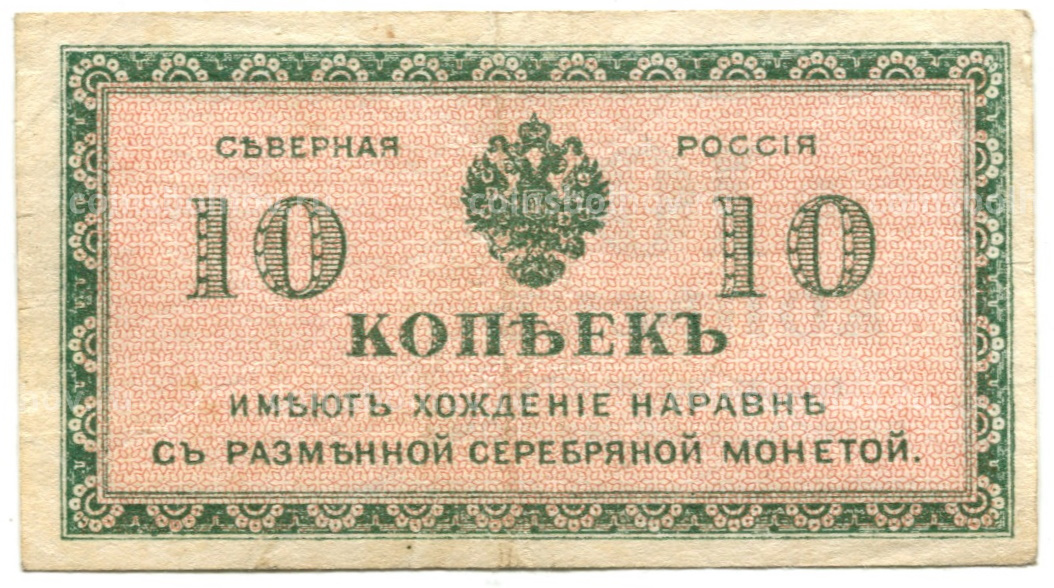 СѢВЕРНАЯ РОССІЯ
10 10
КОПѢЕКЪ
ИМѢЮТЪ ХОЖДЕНІЕ НАРАВНѢ
СЪ РАЗМѢННОЙ СЕРЕБРЯНОЙ МОНЕТОЙ.